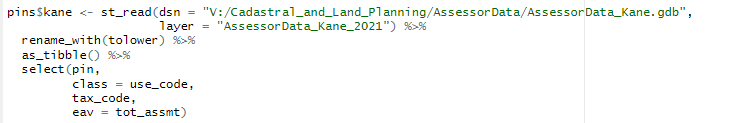 pins$kane <- st_read(dsn = "V:/Cadastral_and_Land_Planning/AssessorData/AssessorData_Kane.gdb",
layer = "AssessorData_Kane_2021") %>%
rename_with(tolower) %>%
as_tibble() %>%
select(pin,
class = use_code,
tax_code,
eav = tot_assmt)